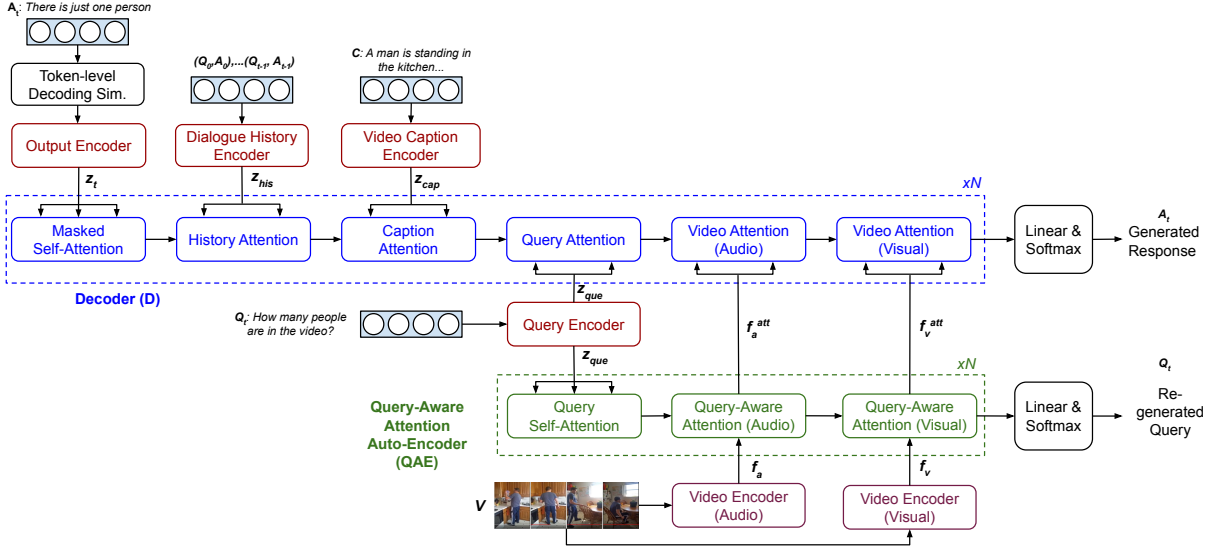 A_t: There is just one person
Token-level
Decoding Sim.
Output Encoder
z_t
(Q_0,A_0),...(Q_{t-1}, A_{t-1})
Dialogue History
Encoder
z_his
C: A man is standing in
the kitchen...
Video Caption
Encoder
z_cap
xN
Masked
Self-Attention
History Attention
Caption
Attention
Query Attention
Video Attention
(Audio)
Video Attention
(Visual)
Linear &
Softmax
A_t
Generated
Response
Decoder (D)
z_que
Q_t: How many people
are in the video?
Query Encoder
f_a^att
f_v^att
z_que
xN
Query-Aware
Attention
Auto-Encoder
(QAE)
Query
Self-Attention
Query-Aware
Attention (Audio)
Query-Aware
Attention (Visual)
Linear &
Softmax
Q_t
Re-
generated
Query
f_a
f_v
V
Video Encoder
(Audio)
Video Encoder
(Visual)